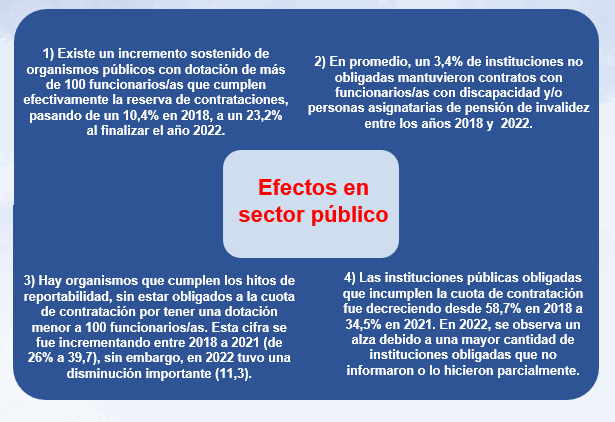 1) Existe un incremento sostenido de
organismos públicos con dotación de más
de 100 funcionarios/as que cumplen
efectivamente la reserva de contrataciones,
pasando de un 10,4% en 2018, a un 23,2%
al finalizar el año 2022.
2) En promedio, un 3,4% de instituciones no
obligadas mantuvieron contratos con
funcionarios/as con discapacidad y/o
personas asignatarias de pensión de invalidez
entre los años 2018 y 2022.
Efectos en
sector público
3) Hay organismos que cumplen los hitos de
reportabilidad, sin estar obligados a la cuota
de contratación por tener una dotación
menor a 100 funcionarios/as. Esta cifra se
fue incrementando entre 2018 a 2021 (de
26% a 39,7), sin embargo, en 2022 tuvo una
disminución importante (11,3).
4) Las instituciones públicas obligadas
que incumplen la cuota de contratación
fue decreciendo desde 58,7% en 2018 a
34,5% en 2021. En 2022, se observa un
alza debido a una mayor cantidad de
instituciones obligadas que no
informaron o lo hicieron parcialmente.